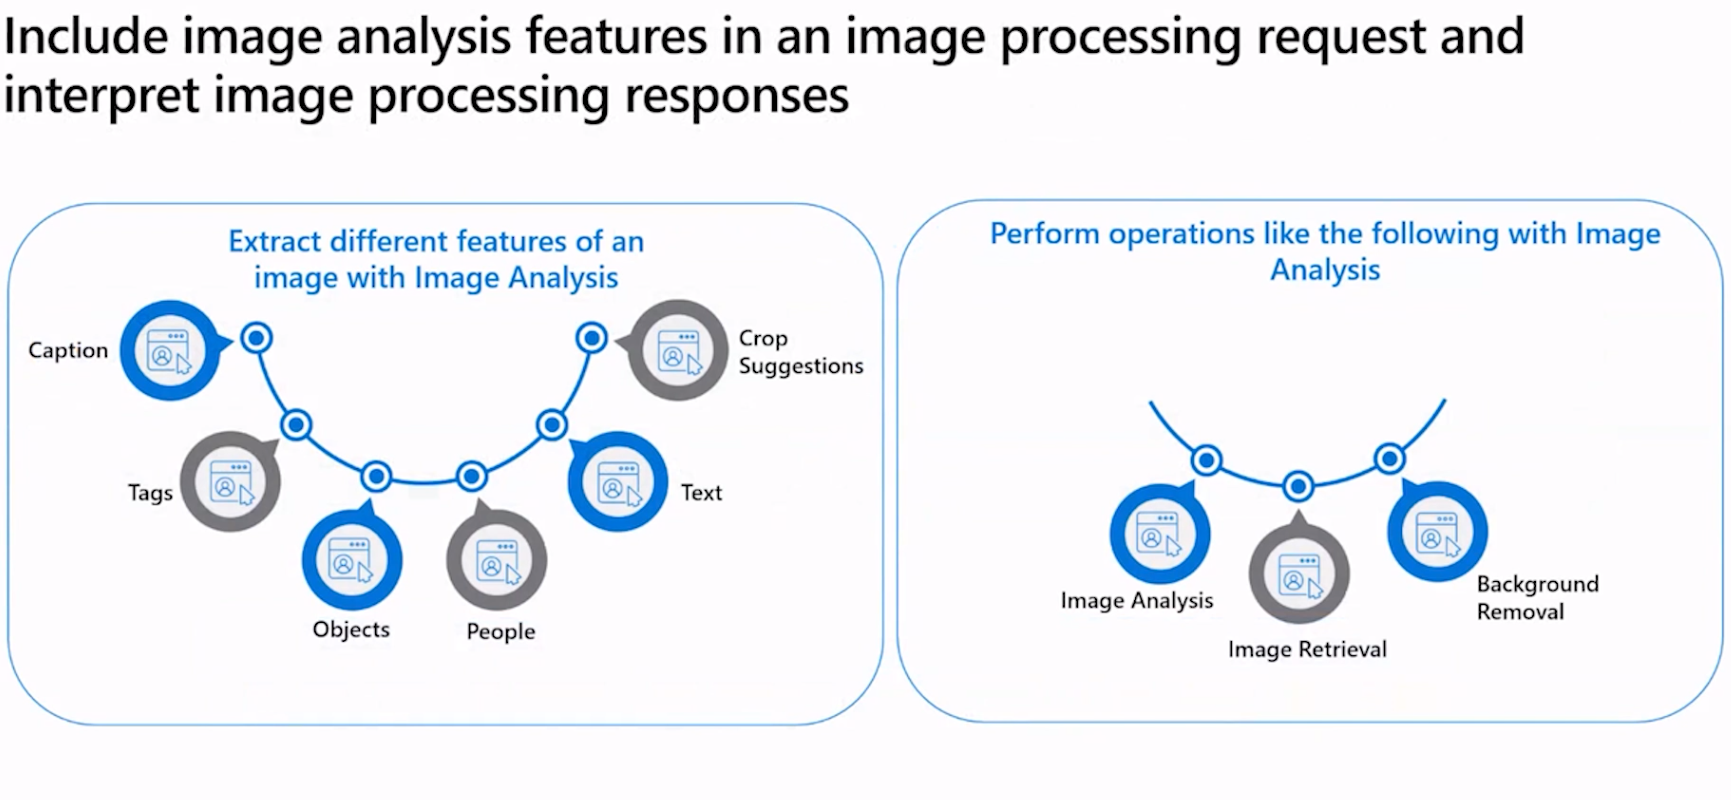 Include image analysis features in an image processing request and
interpret image processing responses
Extract different features of an
image with Image Analysis
Caption
Tags
Objects
People
Text
Crop
Suggestions
Perform operations like the following with Image
Analysis
Image Analysis
Image Retrieval
Background
Removal